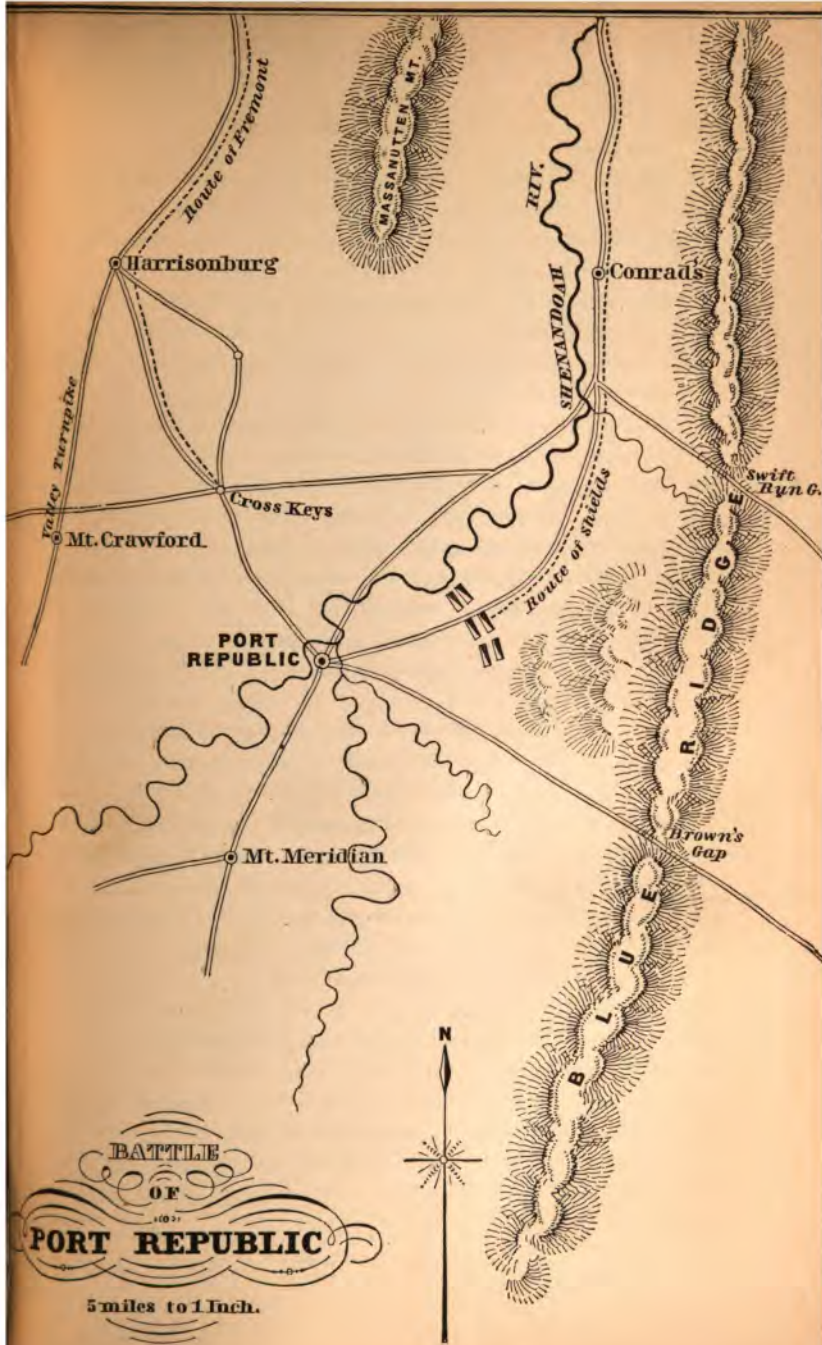 MASSANUTTEN MT.
Route of Fremont
RIV.
SHENANDOAH
Harrisonburg
Conrad's
Valley Turnpike
Swift
Run G.
Cross Keys
Mt. Crawford.
Route of Shields
PORT
REPUBLIC
BLUE RIDGE
Brown's
Gap
Mt. Meridian
N
BATTLE
OF
PORT REPUBLIC
5 miles to 1 Inch.